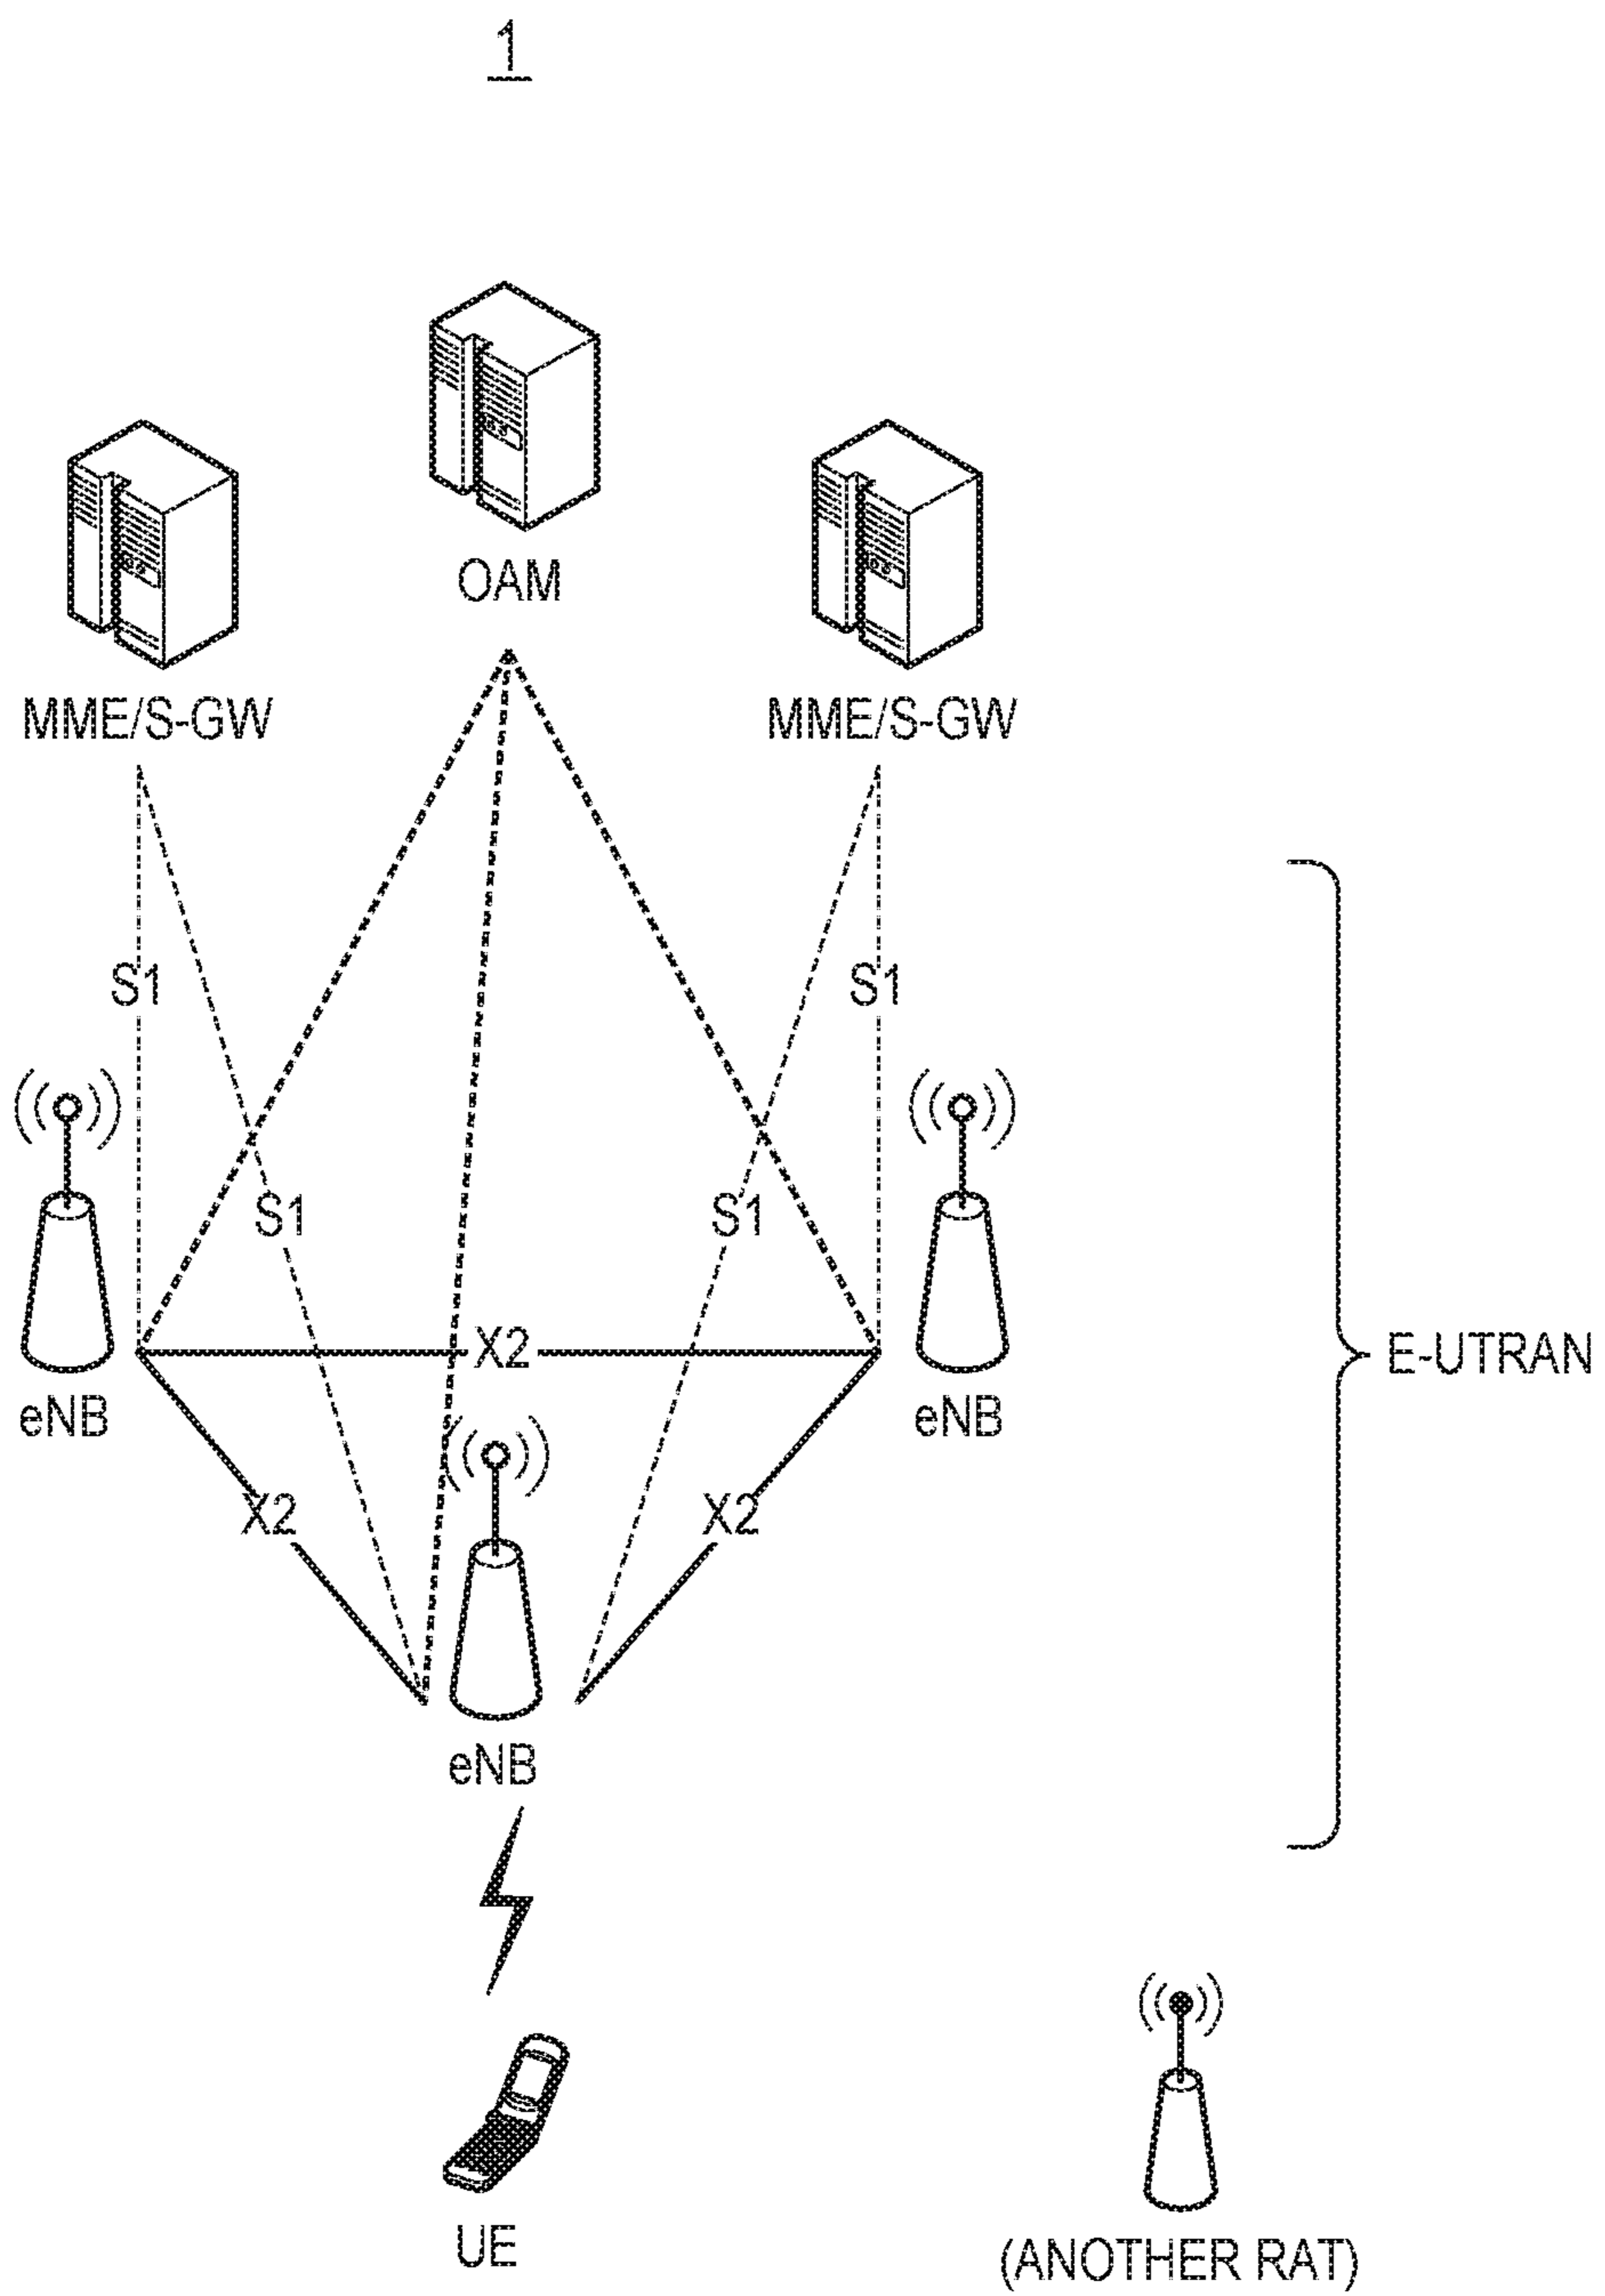 1
OAM
MME/S-GW
MME/S-GW
S1
S1
S1
S1
X2
E-UTRAN
eNB
eNB
X2
X2
eNB
UE
(ANOTHER RAT)